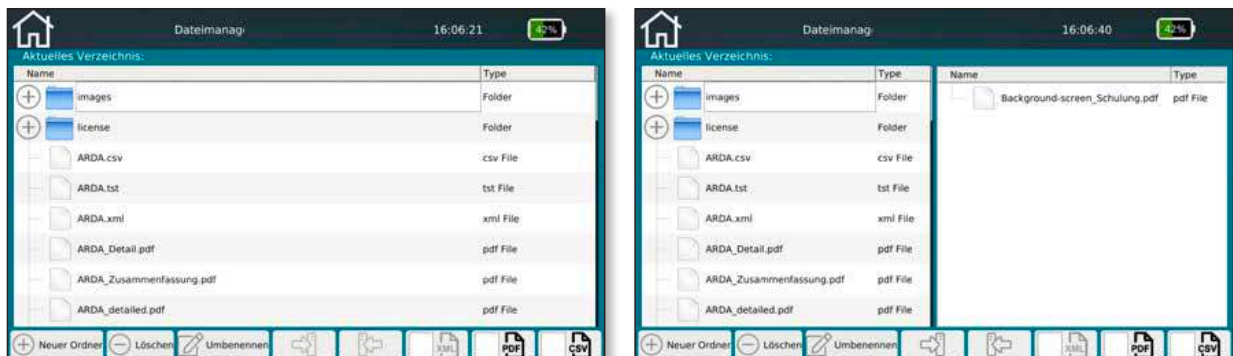 Dateimanag 16:06:21 42%
Aktuelles Verzeichnis:
Name Type
images Folder
license Folder
ARDA.csv csv File
ARDA.tst tst File
ARDA.xml xml File
ARDA_Detail.pdf pdf File
ARDA_Zusammenfassung.pdf pdf File
ARDA_detailed.pdf pdf File
Neuer Ordner Löschen Umbenennen XML PDF CSV
Dateimanag 16:06:40 42%
Aktuelles Verzeichnis:
Name Type Name Type
images Folder Background-screen_Schulung.pdf pdf File
license Folder
ARDA.csv csv File
ARDA.tst tst File
ARDA.xml xml File
ARDA_Detail.pdf pdf File
ARDA_Zusammenfassung.pdf pdf File
ARDA_detailed.pdf pdf File
Neuer Ordner Löschen Umbenennen XML PDF CSV